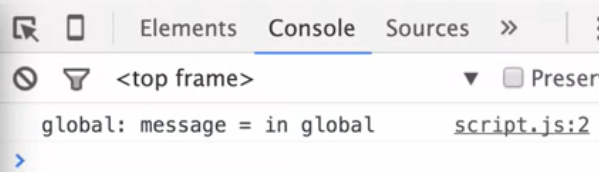 Elements Console Sources »
<top frame> ▼ Preser
global: message = in global script.js:2
>